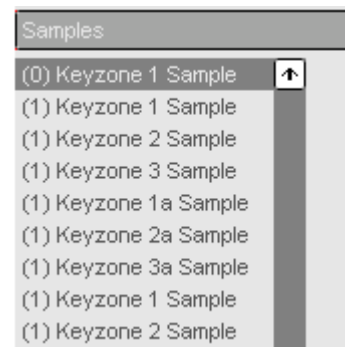 Samples
(0) Keyzone 1 Sample
(1) Keyzone 1 Sample
(1) Keyzone 2 Sample
(1) Keyzone 3 Sample
(1) Keyzone 1a Sample
(1) Keyzone 2a Sample
(1) Keyzone 3a Sample
(1) Keyzone 1 Sample
(1) Keyzone 2 Sample